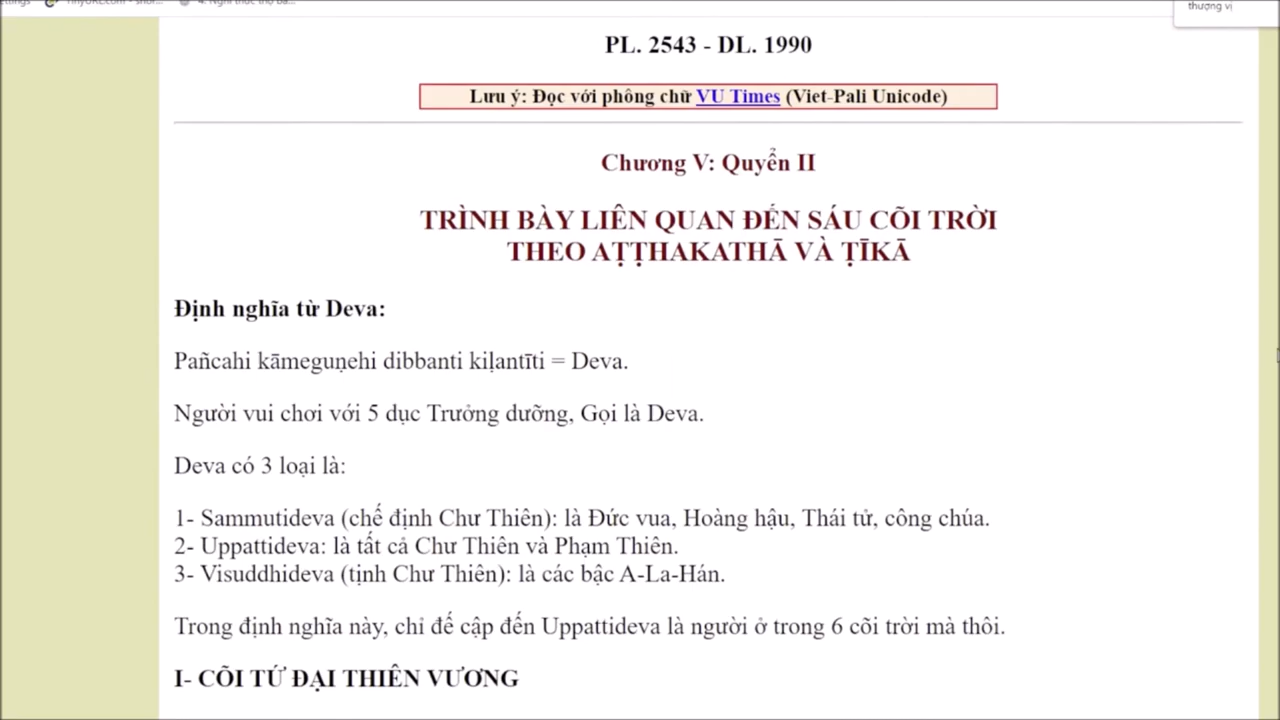 thượng vị
PL. 2543 - DL. 1990
Lưu ý: Đọc với phông chữ VU Times (Viet-Pali Unicode)
Chương V: Quyển II
TRÌNH BÀY LIÊN QUAN ĐẾN SÁU CÕI TRỜI
THEO AṬṬHAKATHĀ VÀ ṬĪKĀ
Định nghĩa từ Deva:
Pañcahi kāmeguṇehi dibbanti kiḷantīti = Deva.
Người vui chơi với 5 dục Trưởng dưỡng, Gọi là Deva.
Deva có 3 loại là:
1- Sammutideva (chế định Chư Thiên): là Đức vua, Hoàng hậu, Thái tử, công chúa.
2- Uppattideva: là tất cả Chư Thiên và Phạm Thiên.
3- Visuddhideva (tịnh Chư Thiên): là các bậc A-La-Hán.
Trong định nghĩa này, chỉ đế cập đến Uppattideva là người ở trong 6 cõi trời mà thôi.
I- CÕI TỨ ĐẠI THIÊN VƯƠNG